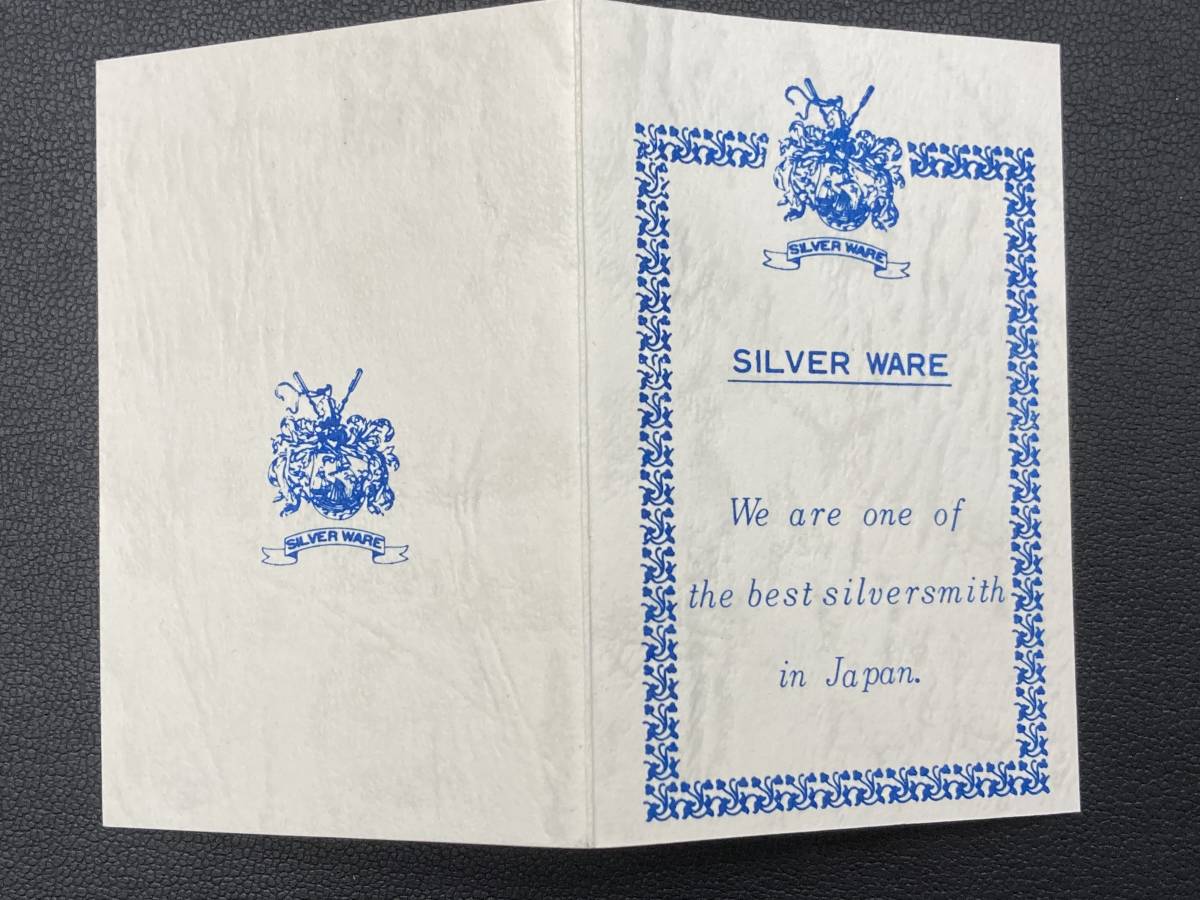 SILVER WARE
SILVER WARE
SILVER WARE
We are one of
the best silversmith
in Japan.